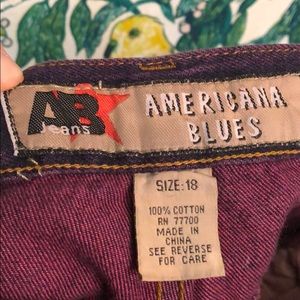 AB
Jeans
AMERICANA
BLUES
SIZE: 18
100% COTTON
RN 77700
MADE IN
CHINA
SEE REVERSE
FOR CARE